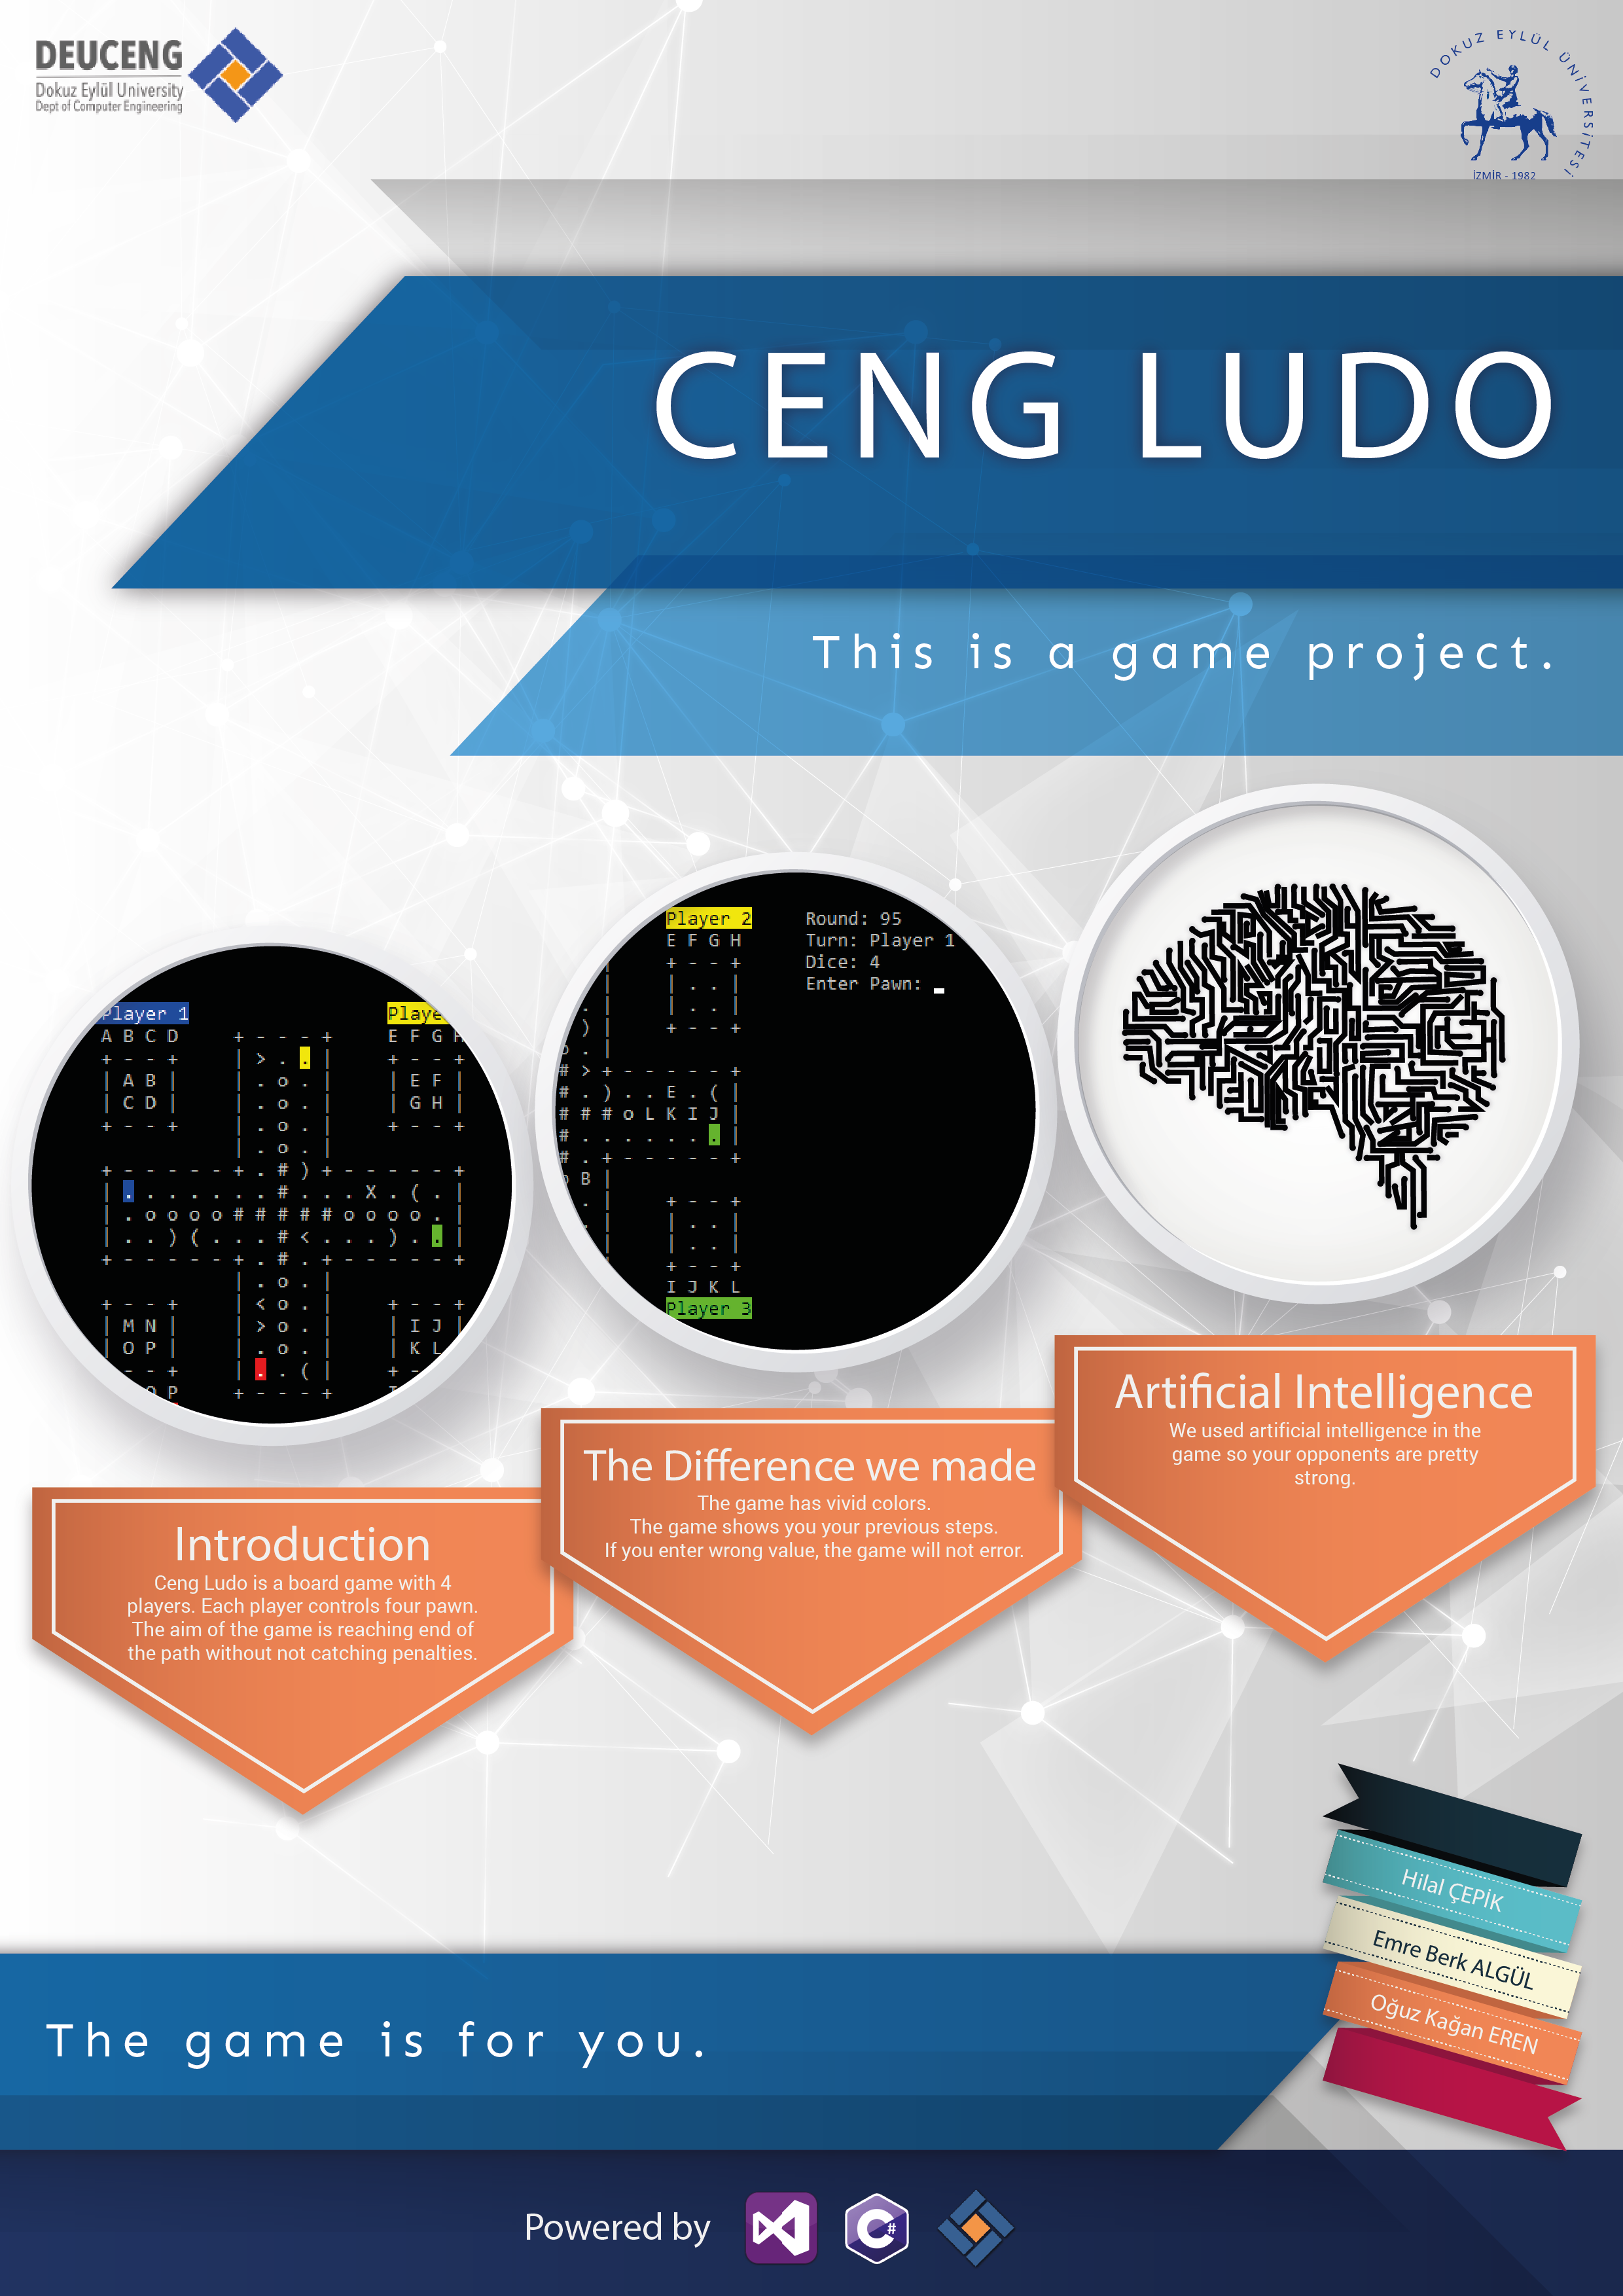 DEUCENG
Dokuz Eylül University
Dept of Computer Engineering
DOKUZ EYLÜL ÜNİVERSİTESİ
İZMİR - 1982
CENG LUDO
This is a game project.
Player 1
A B C D
+ - - +
| A B |
| C D |
+ - - +
+ - - - +
| > . . |
| . o . |
| . o . |
| . o . |
| . o . |
E F G
+ - - +
| E F |
| G H |
+ - - +
+ - - - - - - + . # ) + - - - - - - +
| . . . . . . . # . . . X . ( . |
| . o o o o # # # # # o o o o . |
| . . ) ( . . . # < . . . ) . . |
+ - - - - - - + . # . + - - - - - - +
| . o . |
| < o . |
| > o . |
| . o . |
| . . ( |
+ - - - +
+ - - +
| M N |
| O P |
- - +
P
+ - - +
| I J
| K L
Player 2
E F G H
+ - - +
| . . |
| . . |
+ - - +
Round: 95
Turn: Player 1
Dice: 4
Enter Pawn: _
# > + - - - - - - +
# . ) . . E . ( |
# # # o L K I J |
# . . . . . . . |
# . + - - - - - - +
B |
+ - - +
| . . |
| . . |
+ - - +
I J K L
Player 3
Artificial Intelligence
We used artificial intelligence in the
game so your opponents are pretty
strong.
The Difference we made
The game has vivid colors.
The game shows you your previous steps.
If you enter wrong value, the game will not error.
Introduction
Ceng Ludo is a board game with 4
players. Each player controls four pawn.
The aim of the game is reaching end of
the path without not catching penalties.
Hilal ÇEPİK
Emre Berk ALGÜL
Oğuz Kağan EREN
The game is for you.
Powered by
C#